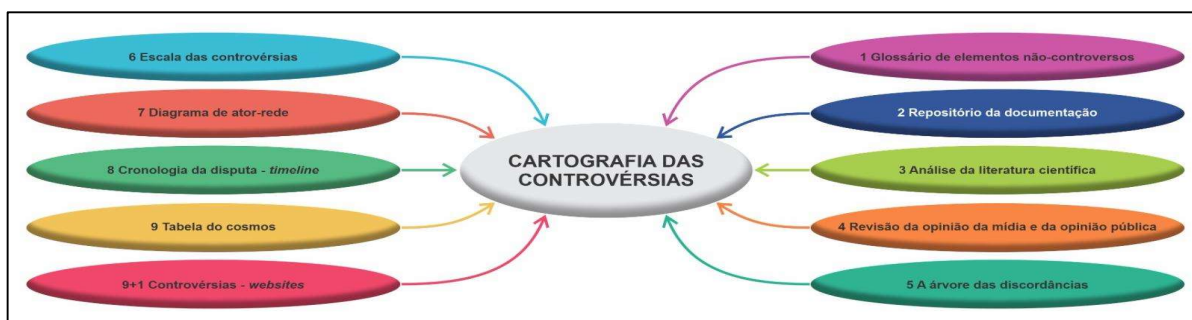 6 Escala das controvérsias
7 Diagrama de ator-rede
8 Cronologia da disputa - timeline
9 Tabela do cosmos
9+1 Controvérsias - websites
CARTOGRAFIA DAS
CONTROVÉRSIAS
1 Glossário de elementos não-controversos
2 Repositório da documentação
3 Análise da literatura científica
4 Revisão da opinião da mídia e da opinião pública
5 A árvore das discordâncias